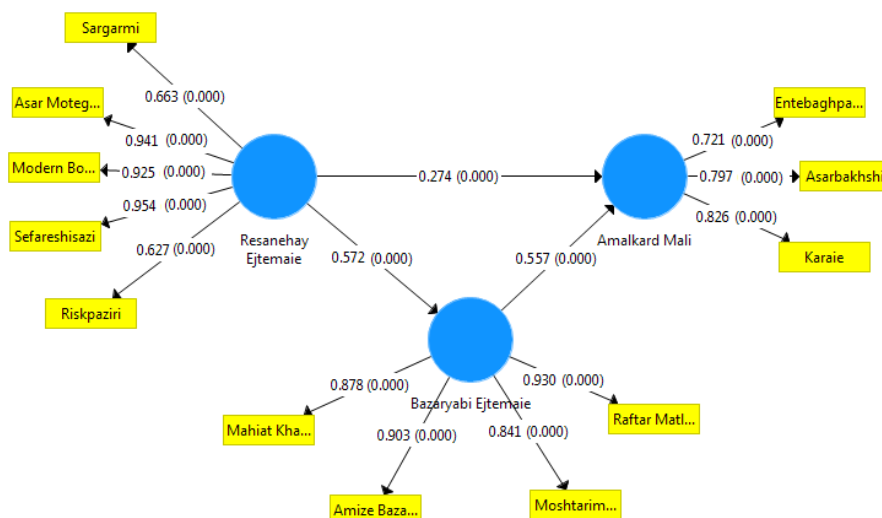 Sargarmi
0.663 (0.000)
Asar Moteg...
0.941 (0.000)
Modern Bo...
0.925 (0.000)
Sefareshisazi
0.954 (0.000)
0.627 (0.000)
Riskpaziri
Resanehay
Ejtemaie
0.274 (0.000)
0.572 (0.000)
0.557 (0.000)
Amalkard Mali
Entebaghpa...
0.721 (0.000)
Asarbakhshi
0.797 (0.000)
0.826 (0.000)
Karaie
Bazaryabi Ejtemaie
0.878 (0.000)
Mahiat Kha...
0.903 (0.000)
Amize Baza...
0.841 (0.000)
Moshtarim...
0.930 (0.000)
Raftar Matl...